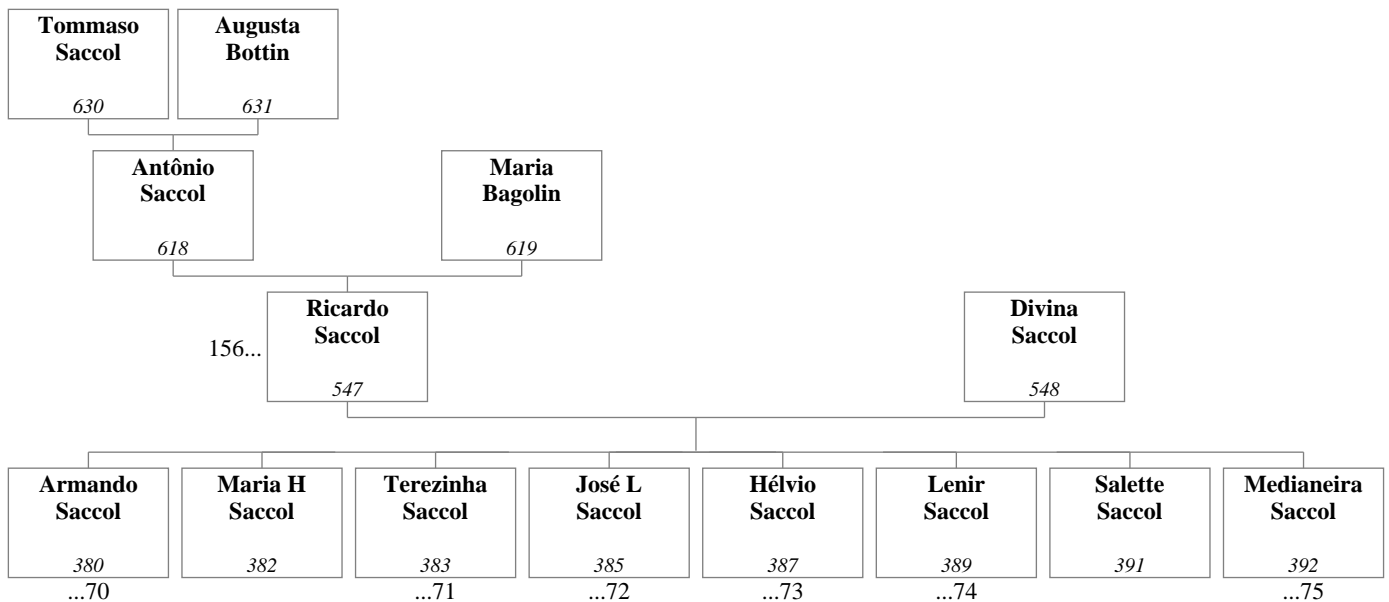 Tommaso
Saccol
630
Augusta
Bottin
631
Antônio
Saccol
618
Maria
Bagolin
619
156...
Ricardo
Saccol
547
Divina
Saccol
548
Armando
Saccol
380
...70
Maria H
Saccol
382
Terezinha
Saccol
383
...71
José L
Saccol
385
...72
Hélvio
Saccol
387
...73
Lenir
Saccol
389
...74
Salette
Saccol
391
Medianeira
Saccol
392
...75